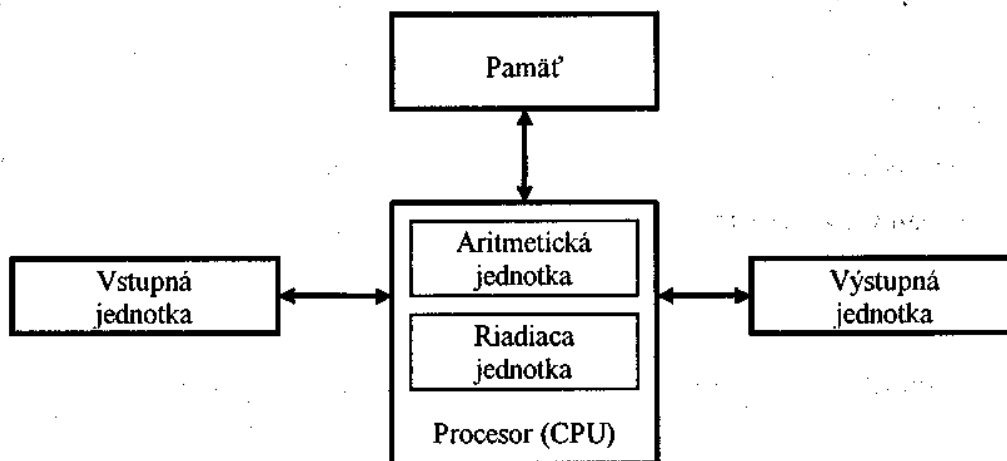 Pamäť
Aritmetická
jednotka
Vstupná
jednotka
Výstupná
jednotka
Riadiaca
jednotka
Procesor (CPU)